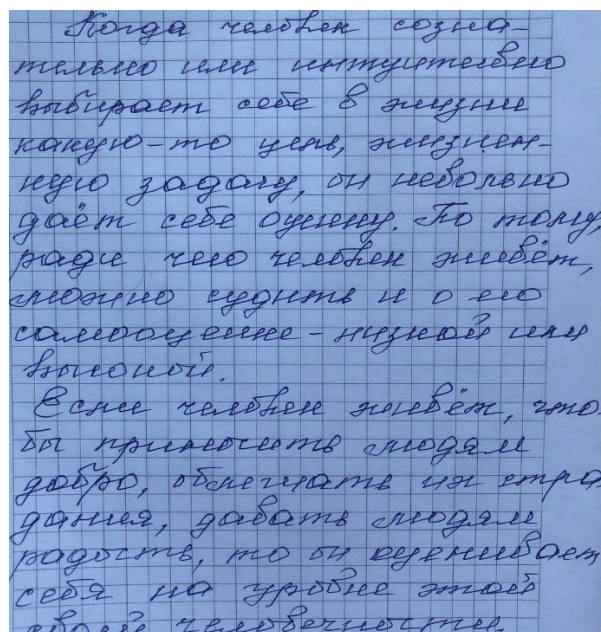 Когда человек созна-
тельно или интуитивно
выбирает себе в жизни
какую-то цель, жизнен-
ную задачу, он невольно
даёт себе оценку. По тому,
ради чего человек живёт,
можно судить и о его
самооценке - низкой или
высокой.
Если человек живёт, что
бы приносить людям
добро, облегчать их стра
дания, давать людям
радость, то он оценивает
себя на уровне этой
своей человечности